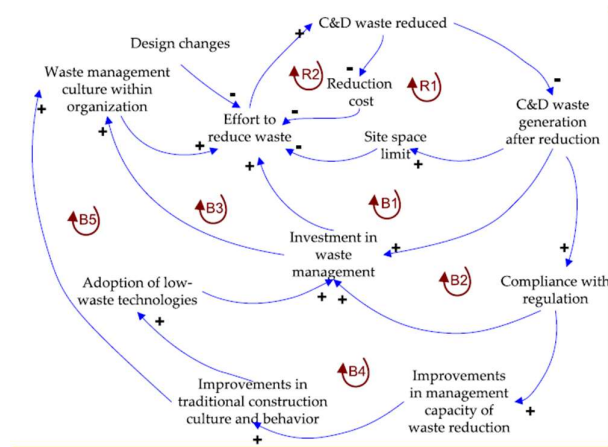 C&D waste reduced
+
Design changes
-
Waste management
culture within
organization
R2
-
Reduction
cost
R1
-
C&D waste
generation
after reduction
-
Effort to
reduce waste
-
+
+
+
+
-
Site space
limit
+
B5
B3
B1
Investment in
waste
management
+
+
Adoption of low-
waste technologies
+
+
B2
Compliance with
regulation
+
B4
Improvements in
traditional construction
culture and behavior
+
Improvements
in management
capacity of
waste reduction
+